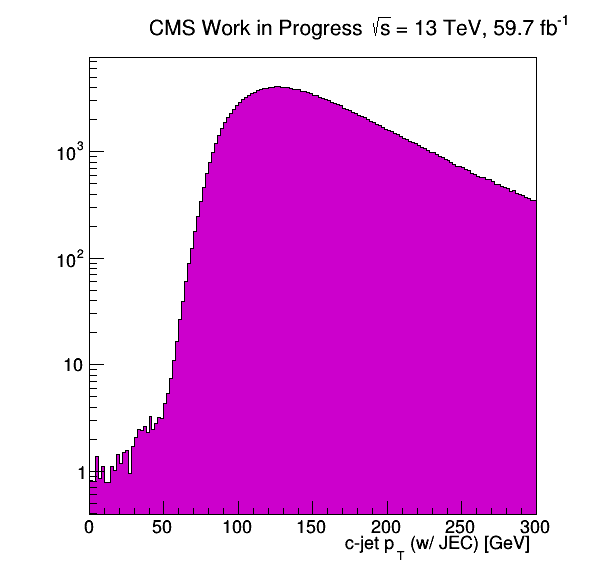 CMS Work in Progress √s = 13 TeV, 59.7 fb⁻¹
10³
10²
10
1
0 50 100 150 200 250 300
c-jet p_T (w/ JEC) [GeV]